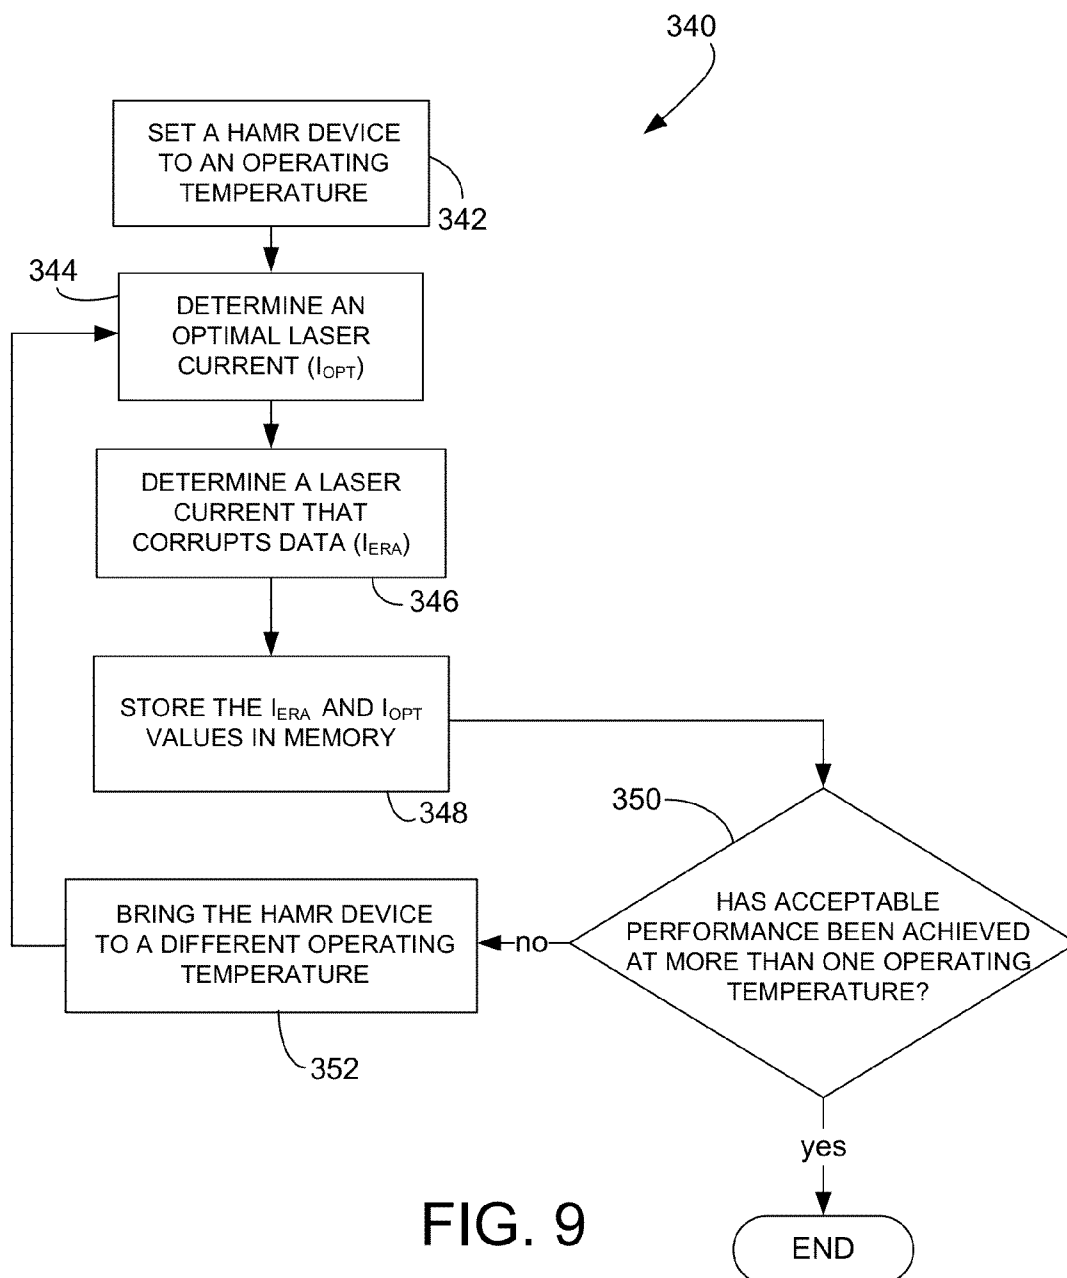 340
SET A HAMR DEVICE
TO AN OPERATING
TEMPERATURE
342
344
DETERMINE AN
OPTIMAL LASER
CURRENT (IOPT)
DETERMINE A LASER
CURRENT THAT
CORRUPTS DATA (IERA)
346
STORE THE IERA AND IOPT
VALUES IN MEMORY
348
350
HAS ACCEPTABLE
PERFORMANCE BEEN ACHIEVED
AT MORE THAN ONE OPERATING
TEMPERATURE?
no
BRING THE HAMR DEVICE
TO A DIFFERENT OPERATING
TEMPERATURE
352
yes
END
FIG. 9